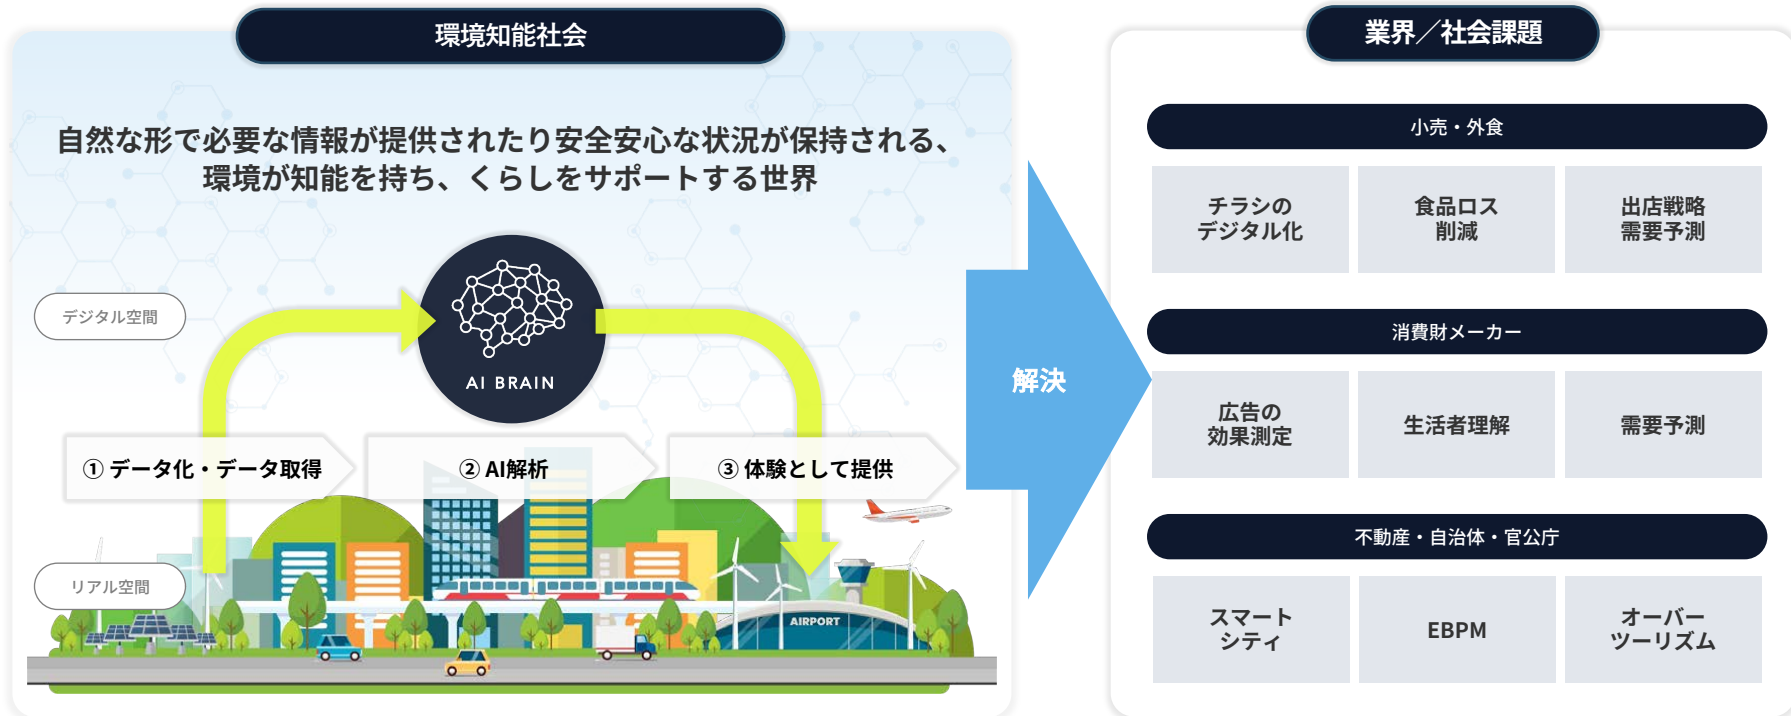 環境知能社会
自然な形で必要な情報が提供されたり安全安心な状況が保持される、
環境が知能を持ち、くらしをサポートする世界
デジタル空間
AI BRAIN
① データ化・データ取得
② AI解析
③ 体験として提供
リアル空間
AIRPORT
解決
業界／社会課題
小売・外食
チラシの
デジタル化
食品ロス
削減
出店戦略
需要予測
消費財メーカー
広告の
効果測定
生活者理解
需要予測
不動産・自治体・官公庁
スマート
シティ
EBPM
オーバー
ツーリズム